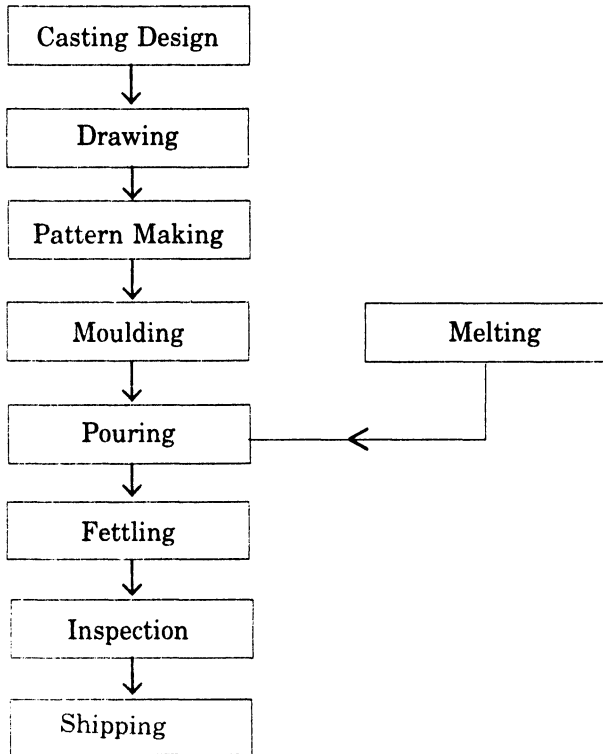 Casting Design
Drawing
Pattern Making
Moulding
Melting
Pouring
Fettling
Inspection
Shipping